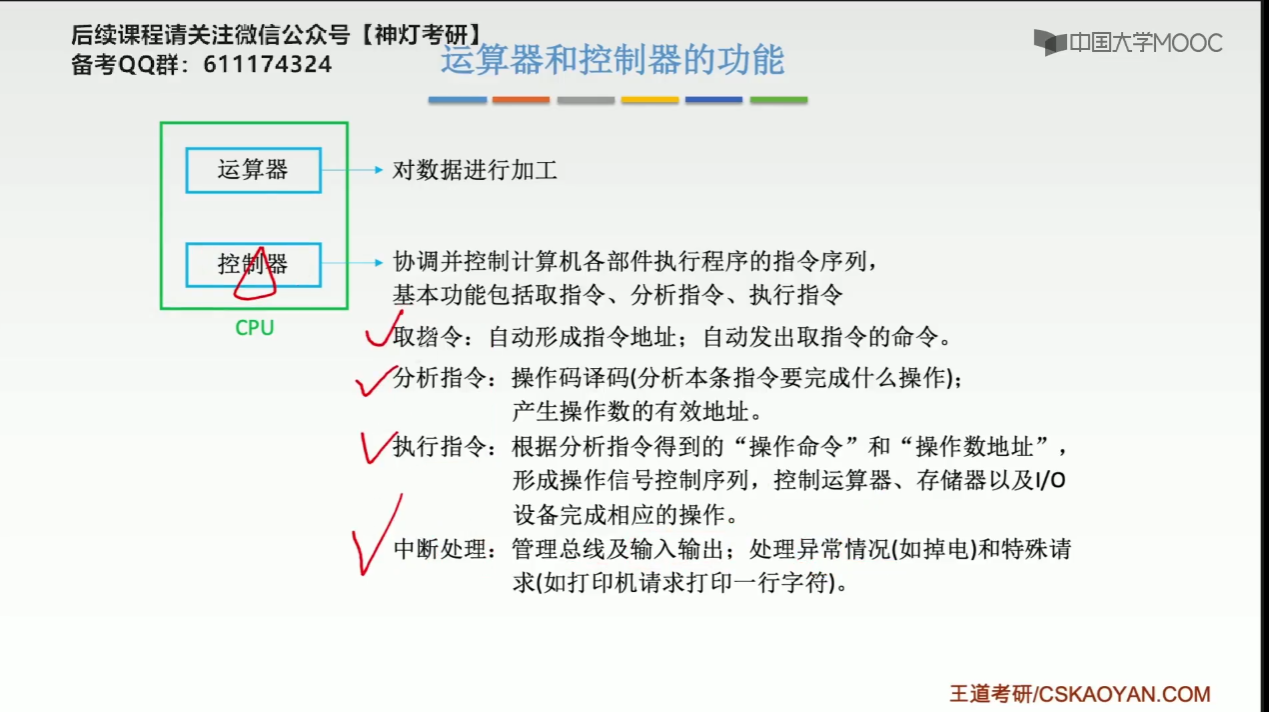 后续课程请关注微信公众号【神灯考研】
备考QQ群：611174324
运算器和控制器的功能
中国大学MOOC
运算器
对数据进行加工
控制器
协调并控制计算机各部件执行程序的指令序列，
基本功能包括取指令、分析指令、执行指令
CPU
取指令：自动形成指令地址；自动发出取指令的命令。
分析指令：操作码译码(分析本条指令要完成什么操作)；
产生操作数的有效地址。
执行指令：根据分析指令得到的“操作命令”和“操作数地址”，
形成操作信号控制序列，控制运算器、存储器以及I/O
设备完成相应的操作。
中断处理：管理总线及输入输出；处理异常情况(如掉电)和特殊请
求(如打印机请求打印一行字符)。
王道考研/CSKAOYAN.COM